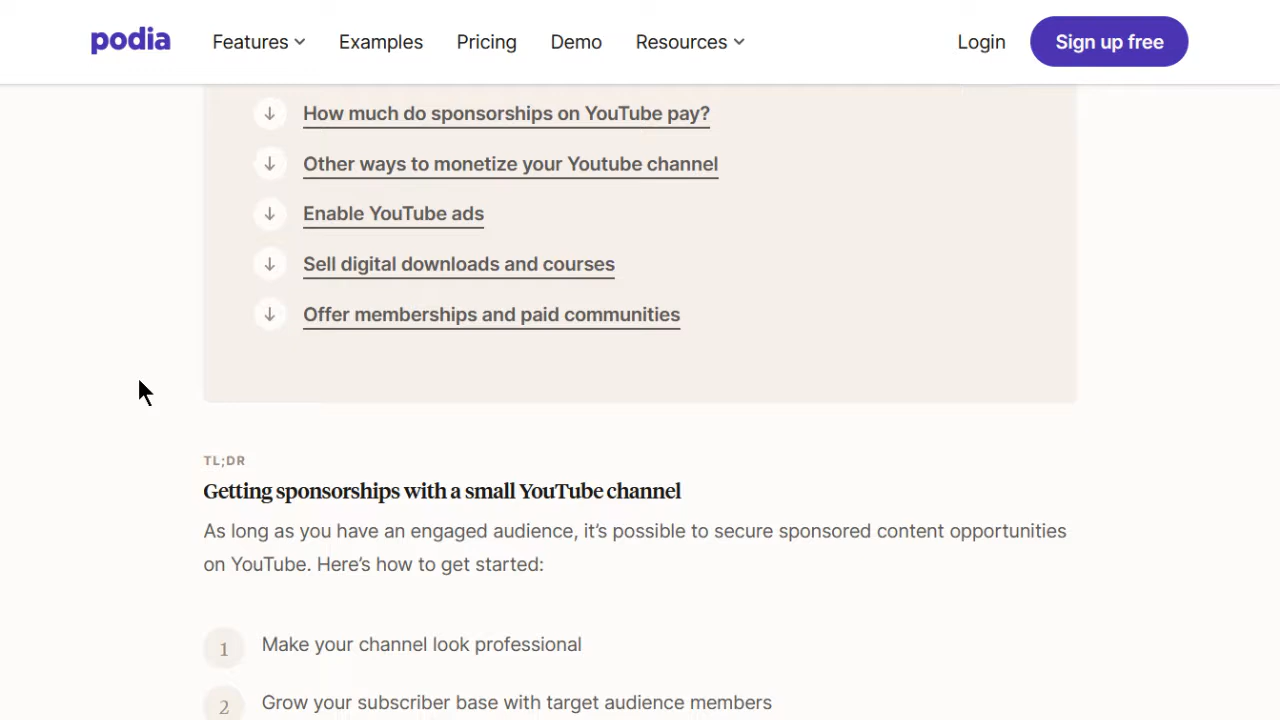 podia Features Examples Pricing Demo Resources Login Sign up free
How much do sponsorships on YouTube pay?
Other ways to monetize your Youtube channel
Enable YouTube ads
Sell digital downloads and courses
Offer memberships and paid communities
TL;DR
Getting sponsorships with a small YouTube channel
As long as you have an engaged audience, it's possible to secure sponsored content opportunities
on YouTube. Here's how to get started:
1 Make your channel look professional
2 Grow your subscriber base with target audience members